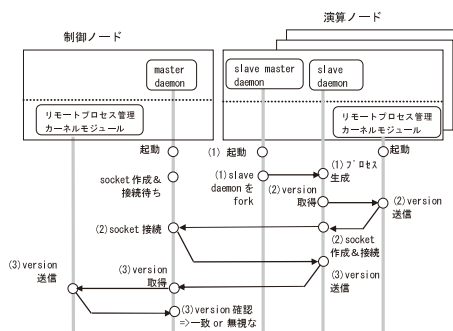 制御ノード
演算ノード
master
daemon
slave master
daemon
slave
daemon
リモートプロセス管理
カーネルモジュール
リモートプロセス管理
カーネルモジュール
起動
(1) 起動
起動
socket 作成&
接続待ち
(1)slave
daemon を
fork
(1)プロセス
生成
(2)version
取得
(2)version
送信
(2)socket 接続
(2)socket
作成&接続
(3)version
送信
(3)version
取得
(3)version
送信
(3)version 確認
=>一致 or 無視な